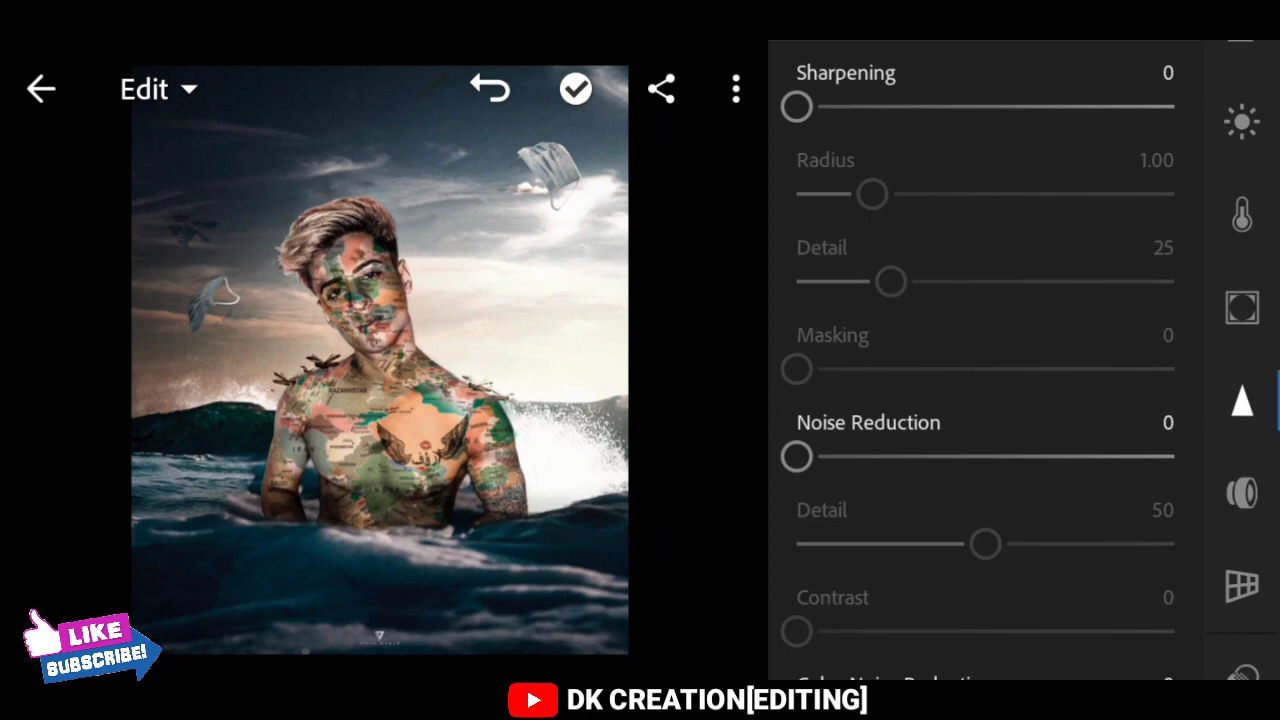 Edit
Sharpening 0
Radius 1.00
Detail 25
Masking 0
Noise Reduction 0
Detail 50
Contrast 0
KAZAKHSTAN
LIKE
SUBSCRIBE!
DK CREATION[EDITING]